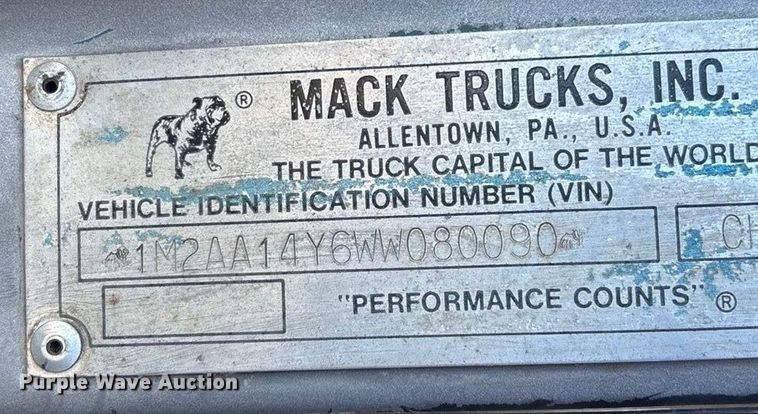 ® MACK TRUCKS, INC.
ALLENTOWN, PA., U.S.A.
THE TRUCK CAPITAL OF THE WORLD
VEHICLE IDENTIFICATION NUMBER (VIN)
1M2AA14Y6WW080090
"PERFORMANCE COUNTS" ®
Purple Wave Auction